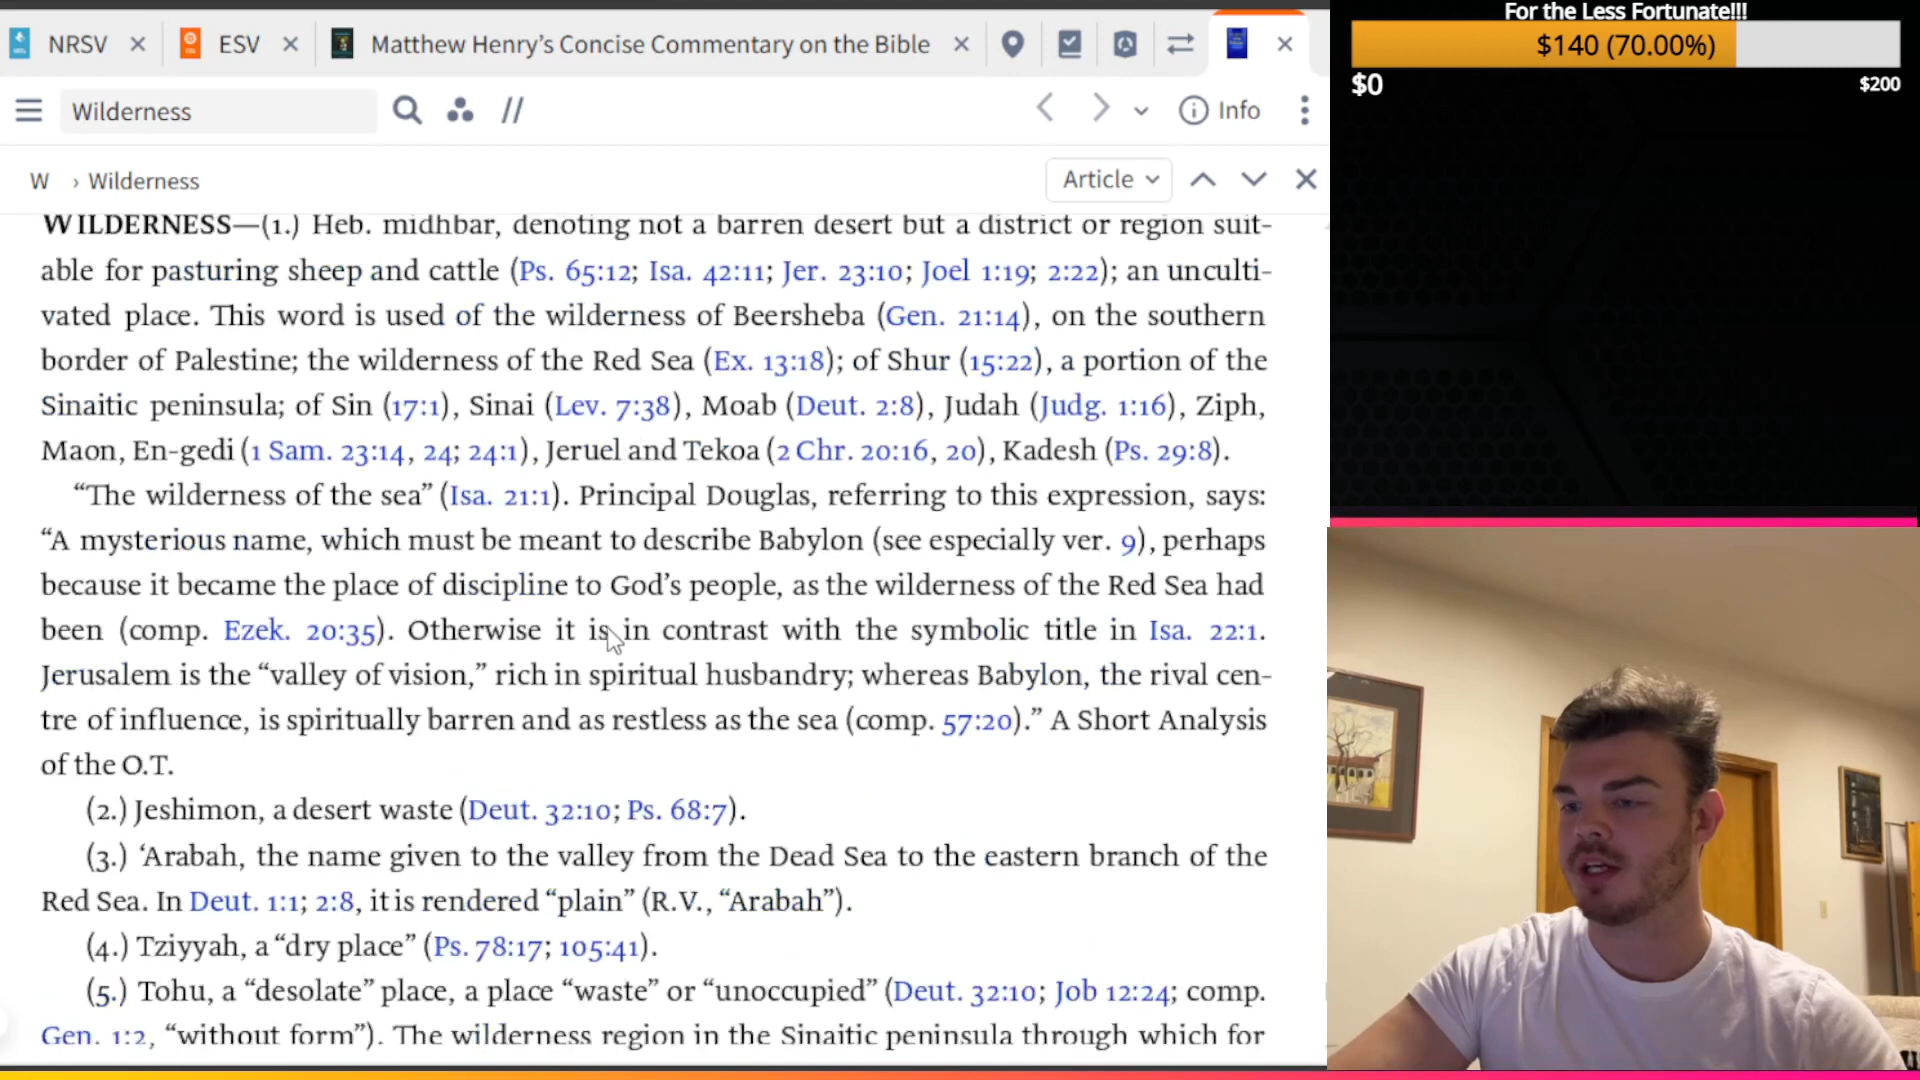 NRSV
ESV
Matthew Henry’s Concise Commentary on the Bible
For the Less Fortunate!!!
$140 (70.00%)
$0
$200
Wilderness
Info
W › Wilderness
Article
WILDERNESS—(1.) Heb. midhbar, denoting not a barren desert but a district or region suit-
able for pasturing sheep and cattle (Ps. 65:12; Isa. 42:11; Jer. 23:10; Joel 1:19; 2:22); an unculti-
vated place. This word is used of the wilderness of Beersheba (Gen. 21:14), on the southern
border of Palestine; the wilderness of the Red Sea (Ex. 13:18); of Shur (15:22), a portion of the
Sinaitic peninsula; of Sin (17:1), Sinai (Lev. 7:38), Moab (Deut. 2:8), Judah (Judg. 1:16), Ziph,
Maon, En-gedi (1 Sam. 23:14, 24; 24:1), Jeruel and Tekoa (2 Chr. 20:16, 20), Kadesh (Ps. 29:8).
“The wilderness of the sea” (Isa. 21:1). Principal Douglas, referring to this expression, says:
“A mysterious name, which must be meant to describe Babylon (see especially ver. 9), perhaps
because it became the place of discipline to God’s people, as the wilderness of the Red Sea had
been (comp. Ezek. 20:35). Otherwise it is in contrast with the symbolic title in Isa. 22:1.
Jerusalem is the “valley of vision,” rich in spiritual husbandry; whereas Babylon, the rival cen-
tre of influence, is spiritually barren and as restless as the sea (comp. 57:20).” A Short Analysis
of the O.T.
(2.) Jeshimon, a desert waste (Deut. 32:10; Ps. 68:7).
(3.) ‘Arabah, the name given to the valley from the Dead Sea to the eastern branch of the
Red Sea. In Deut. 1:1; 2:8, it is rendered “plain” (R.V., “Arabah”).
(4.) Tziyyah, a “dry place” (Ps. 78:17; 105:41).
(5.) Tohu, a “desolate” place, a place “waste” or “unoccupied” (Deut. 32:10; Job 12:24; comp.
Gen. 1:2, “without form”). The wilderness region in the Sinaitic peninsula through which for